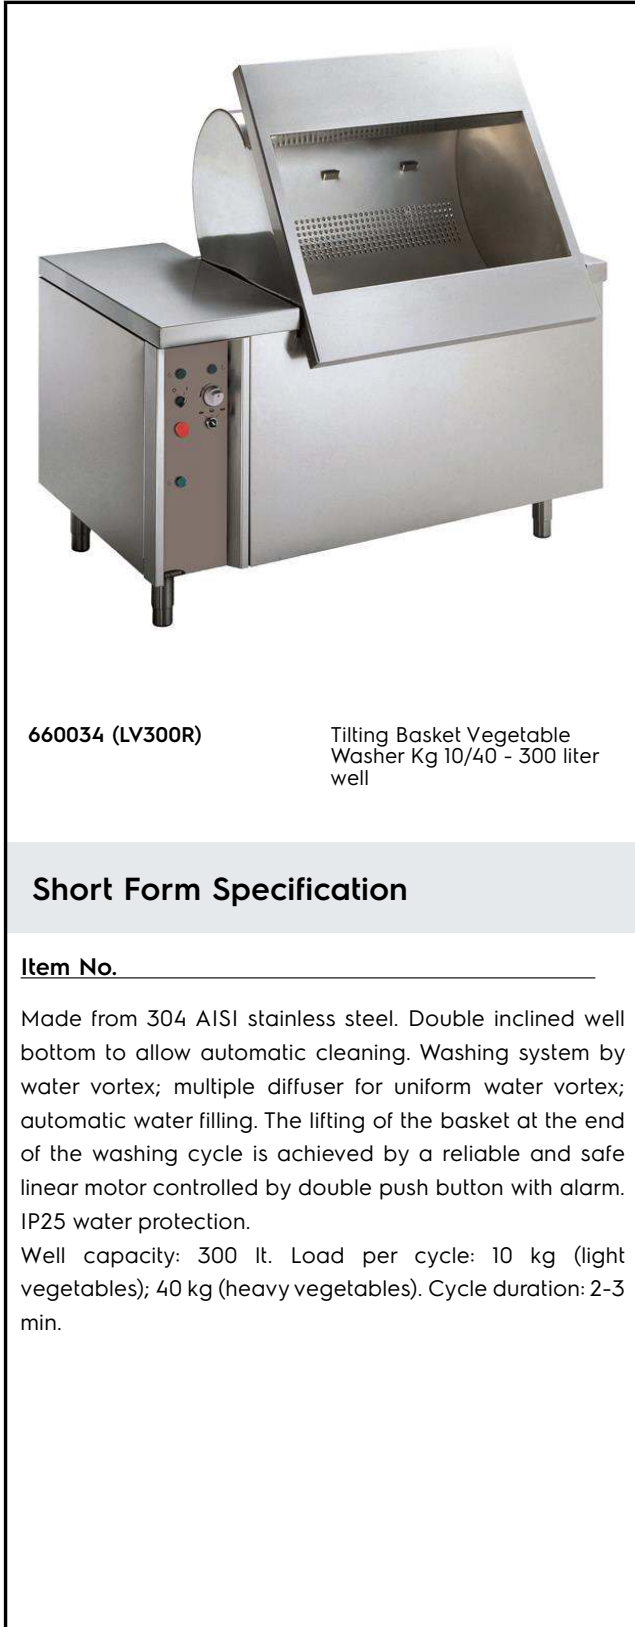 660034 (LV300R)
Tilting Basket Vegetable
Washer Kg 10/40 - 300 liter
well
Short Form Specification
Item No.
Made from 304 AISI stainless steel. Double inclined well
bottom to allow automatic cleaning. Washing system by
water vortex; multiple diffuser for uniform water vortex;
automatic water filling. The lifting of the basket at the end
of the washing cycle is achieved by a reliable and safe
linear motor controlled by double push button with alarm.
IP25 water protection.
Well capacity: 300 lt. Load per cycle: 10 kg (light
vegetables); 40 kg (heavy vegetables). Cycle duration: 2-3
min.